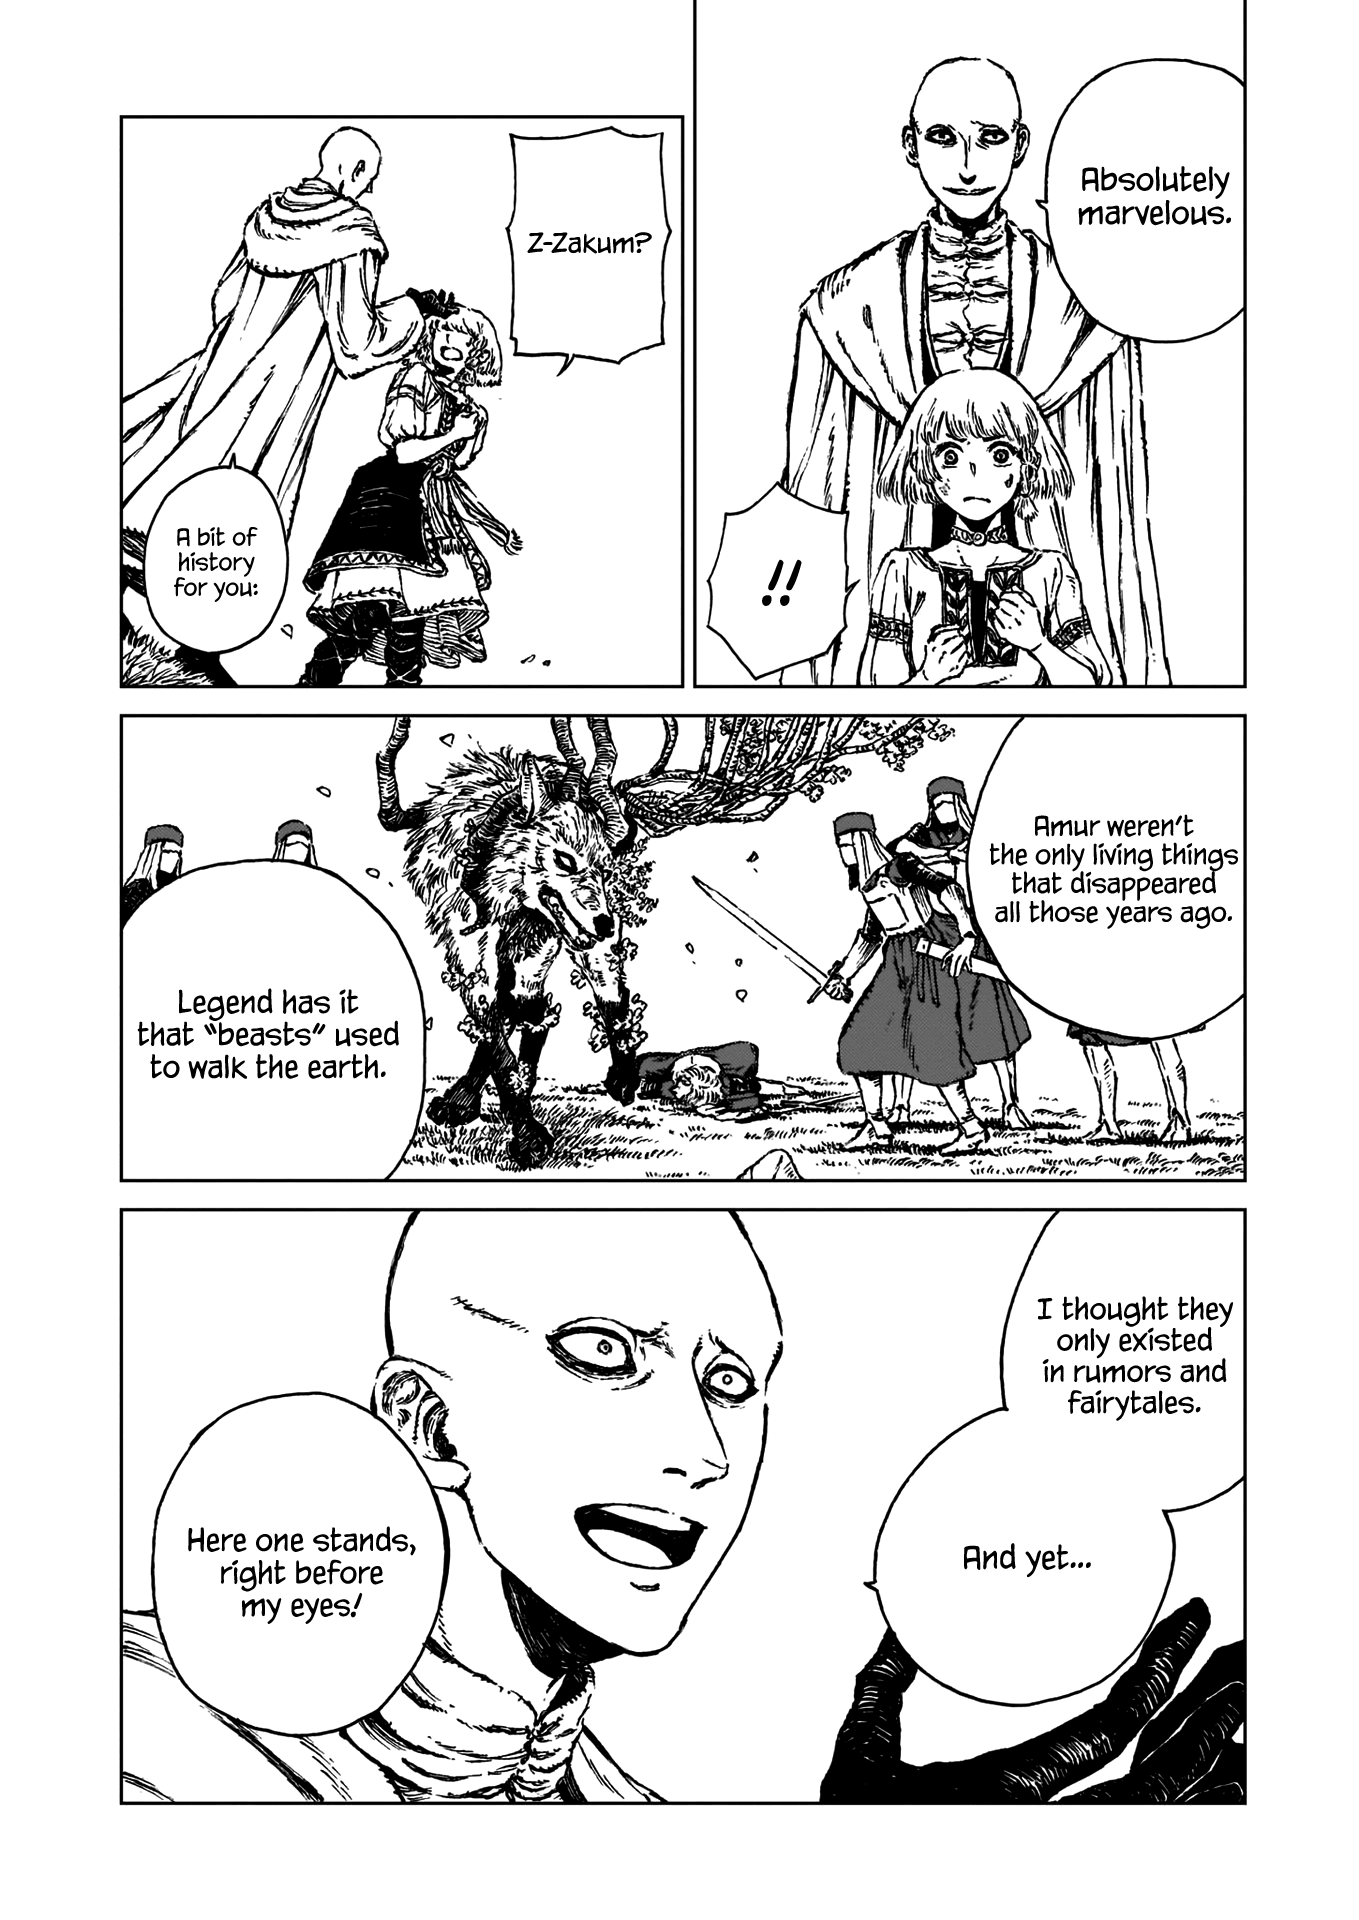 Absolutely
marvelous.
!!
Z-Zakum?
A bit of
history
for you:
Amur weren't
the only living things
that disappeared
all those years ago.
Legend has it
that "beasts" used
to walk the earth.
I thought they
only existed
in rumors and
fairytales.
And yet...
Here one stands,
right before
my eyes!